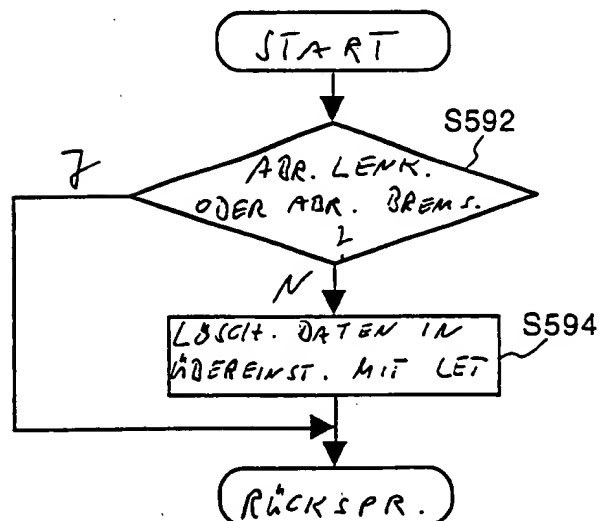 START
S592
J
ABR. LENK.
ODER ABR. BREMS.
?
N
LÖSCH. DATEN IN
ÜBEREINST. MIT LET
S594
RÜCKSPR.